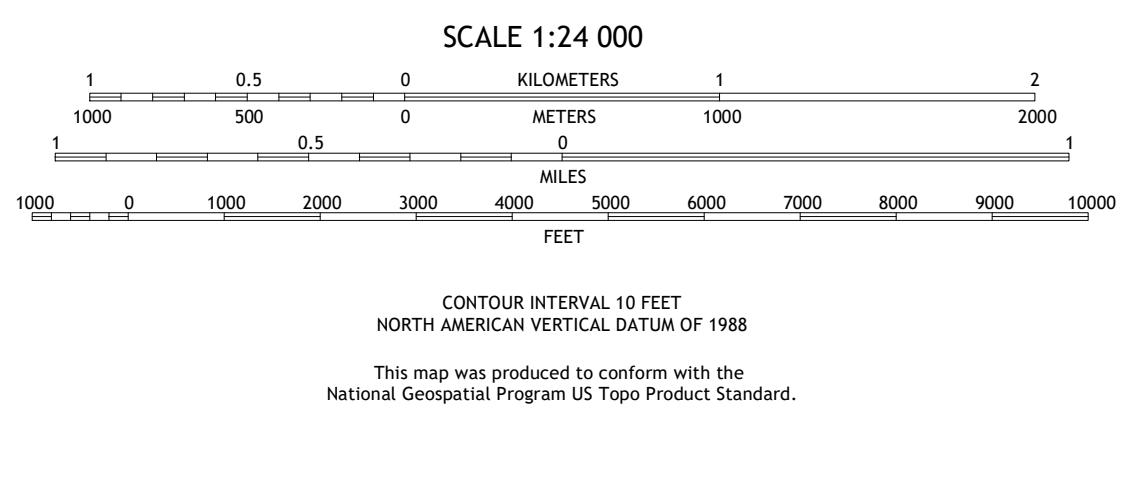 SCALE 1:24 000
1 0.5 0 KILOMETERS 1 2
1000 500 0 METERS 1000 2000
1 0.5 0 1
MILES
1000 0 1000 2000 3000 4000 5000 6000 7000 8000 9000 10000
FEET
CONTOUR INTERVAL 10 FEET
NORTH AMERICAN VERTICAL DATUM OF 1988
This map was produced to conform with the
National Geospatial Program US Topo Product Standard.